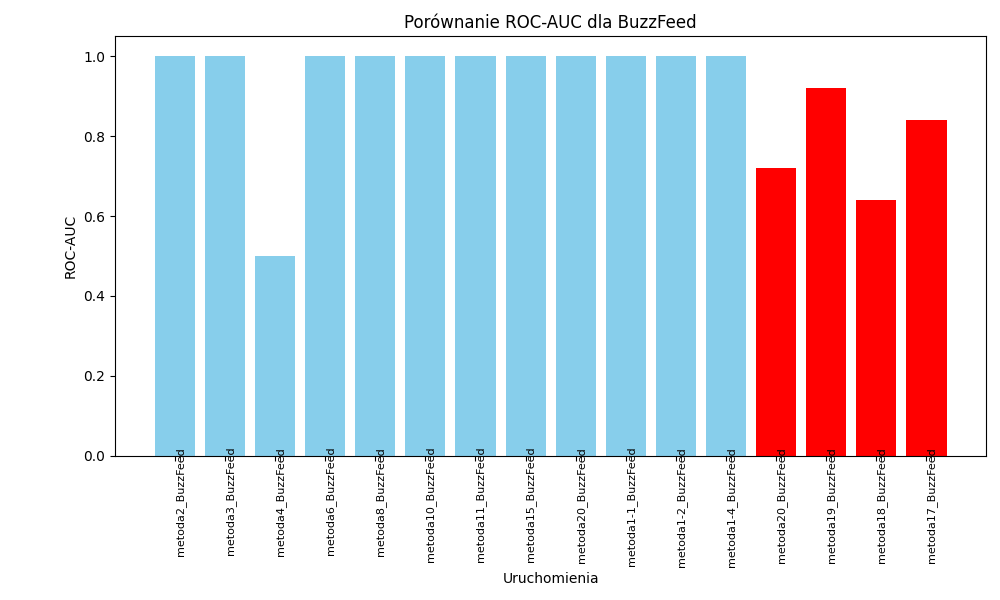 Porównanie ROC-AUC dla BuzzFeed
ROC-AUC
1.0
0.8
0.6
0.4
0.2
0.0
metoda2_BuzzFeed
metoda3_BuzzFeed
metoda4_BuzzFeed
metoda6_BuzzFeed
metoda8_BuzzFeed
metoda10_BuzzFeed
metoda11_BuzzFeed
metoda15_BuzzFeed
metoda20_BuzzFeed
metoda1-1_BuzzFeed
metoda1-2_BuzzFeed
metoda1-4_BuzzFeed
metoda20_BuzzFeed
metoda19_BuzzFeed
metoda18_BuzzFeed
metoda17_BuzzFeed
Uruchomienia